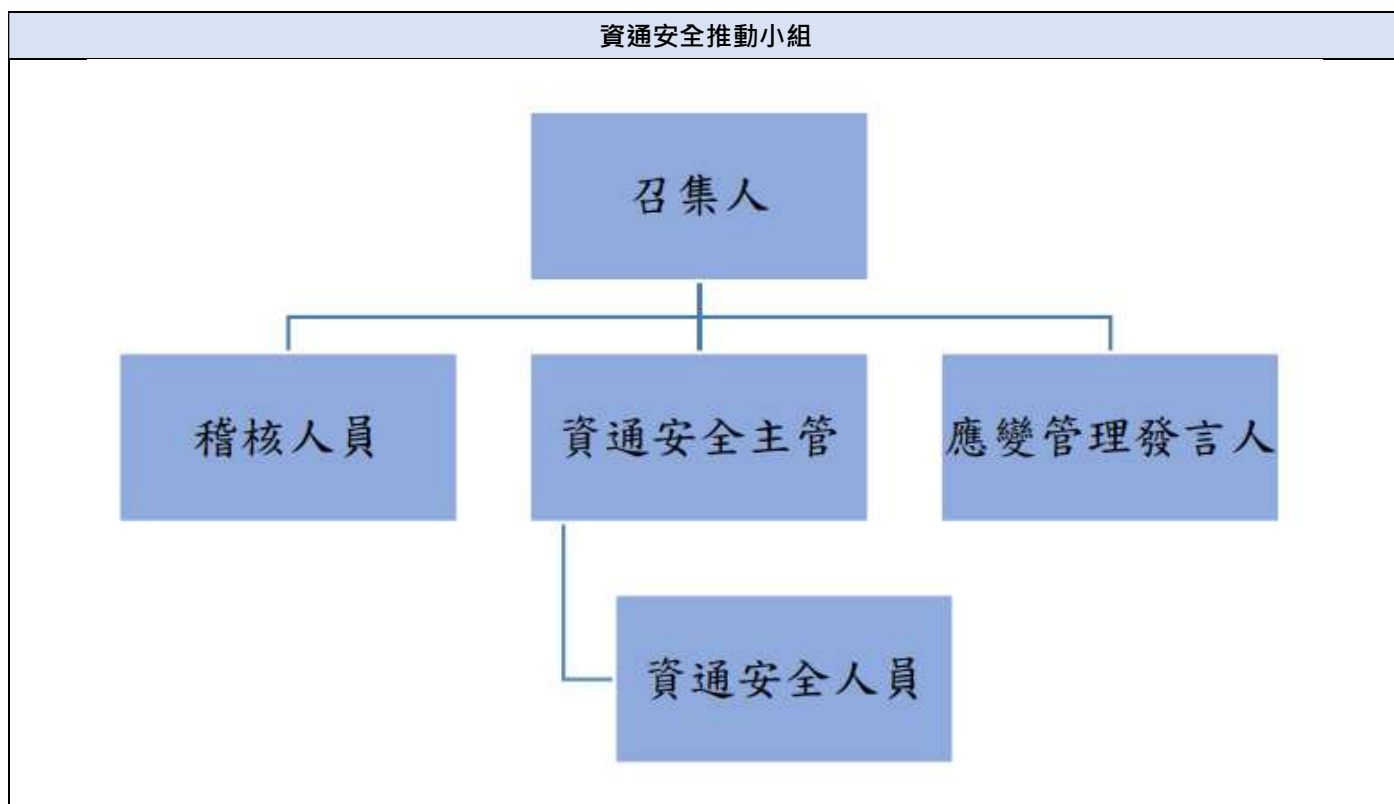 資通安全推動小組
召集人
稽核人員
資通安全主管
應變管理發言人
資通安全人員